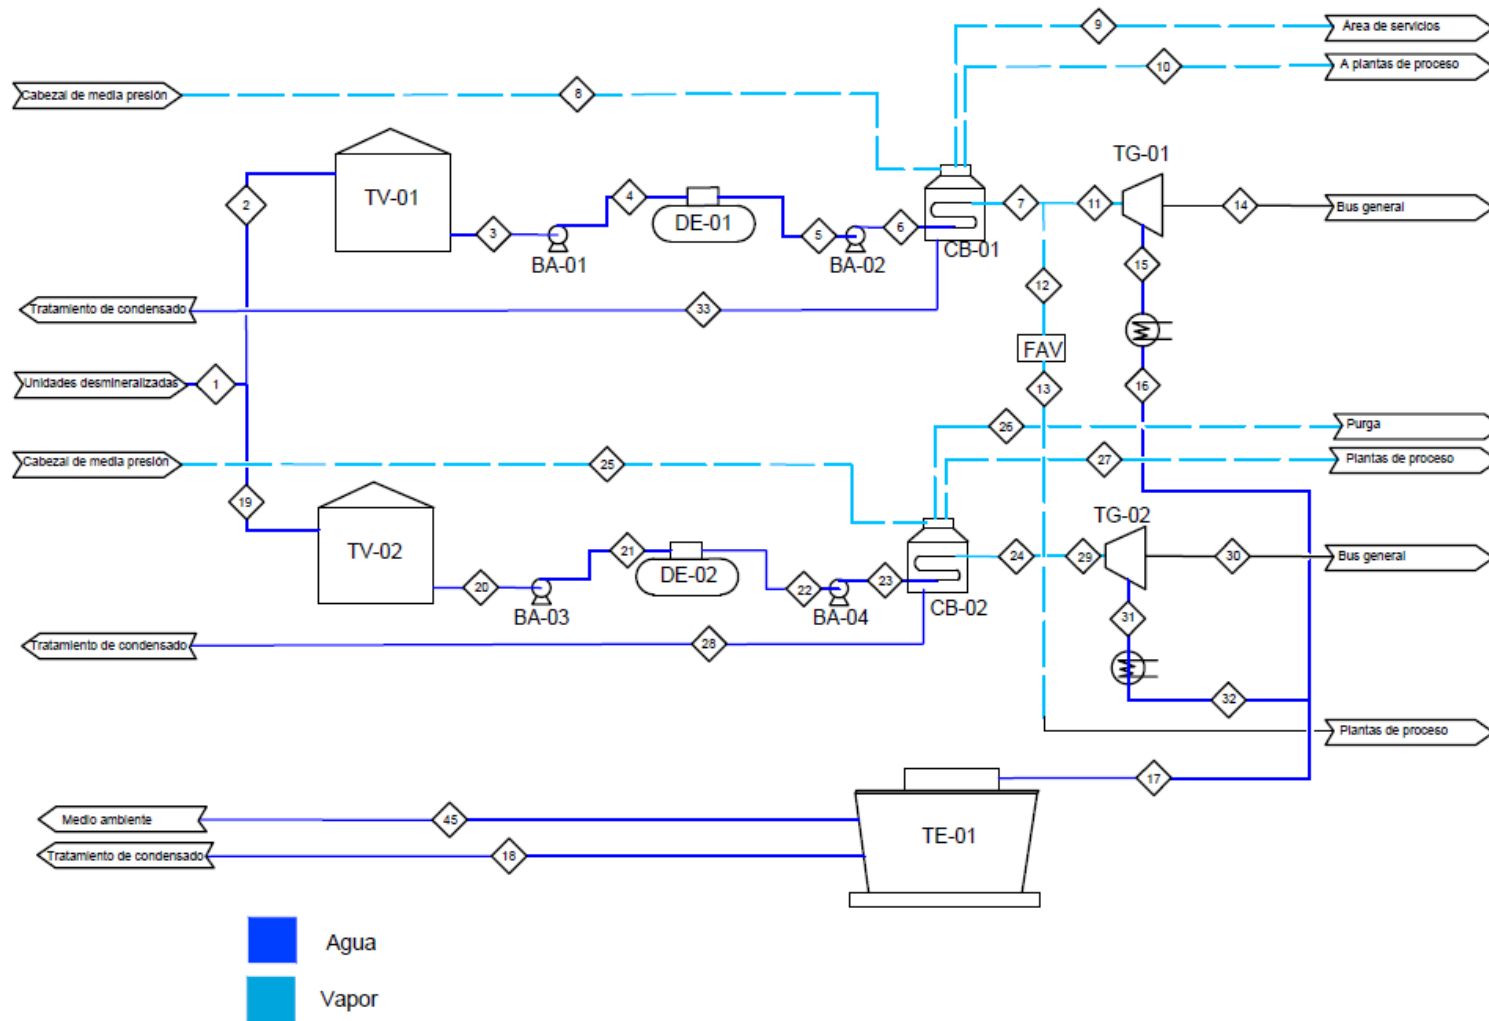 9
Area de servicios
10
A plantas de proceso
Cabezal de media presión
8
TG-01
2
TV-01
4
DE-01
3
BA-01
5
BA-02
6
CB-01
7
11
14
Bus general
15
12
Tratamiento de condensado
33
FAV
Unidades desmineralizadas
1
13
16
26
Purga
Cabezal de media presión
25
27
Plantas de proceso
19
TV-02
TG-02
21
DE-02
20
BA-03
22
BA-04
23
CB-02
24
29
30
Bus general
31
Tratamiento de condensado
28
32
Plantas de proceso
17
Medio ambiente
45
TE-01
Tratamiento de condensado
18
Agua
Vapor